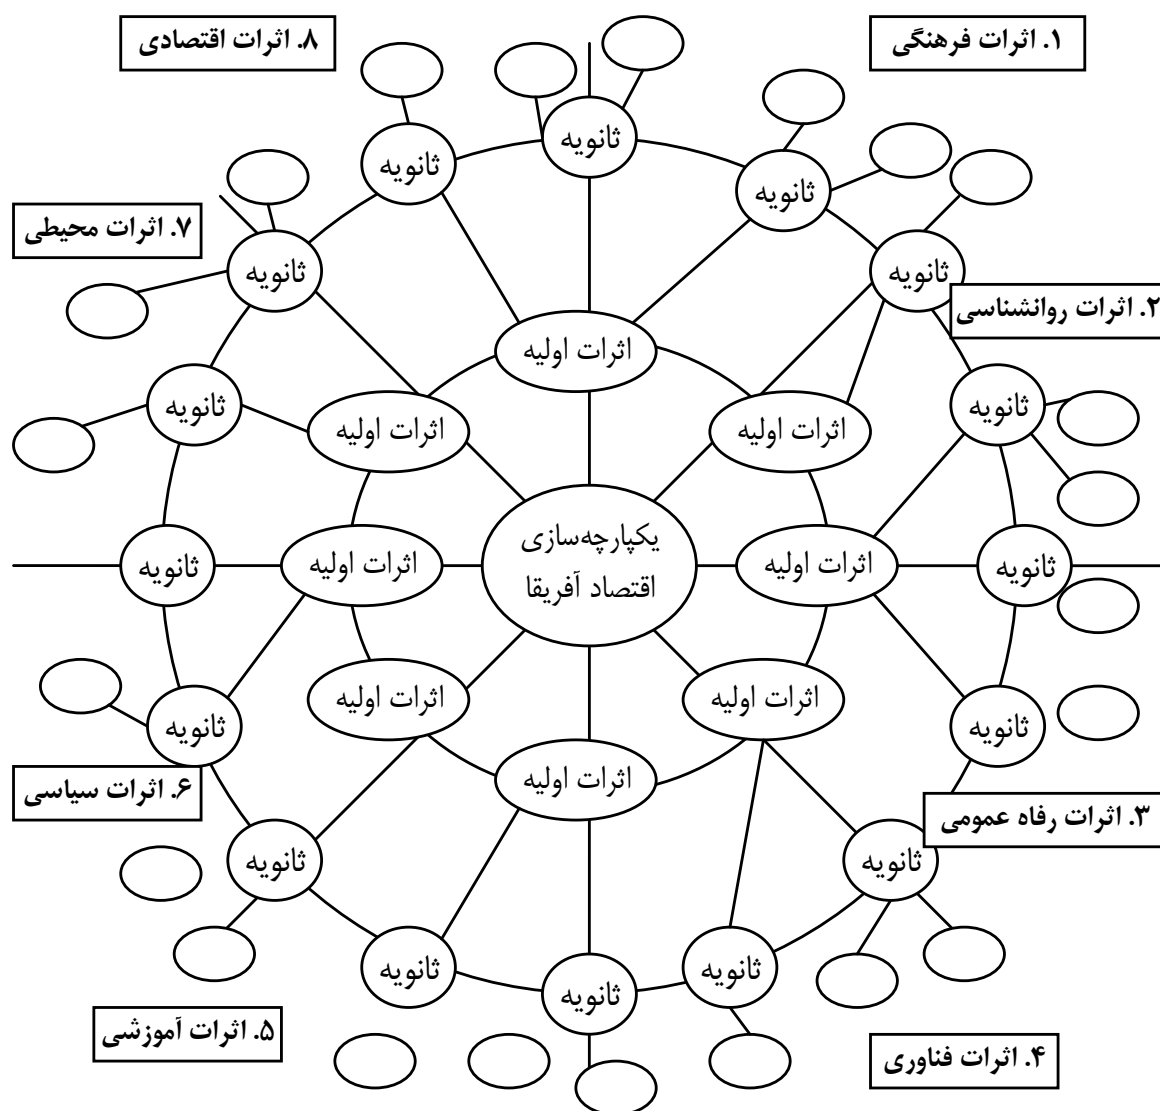 ۸. اثرات اقتصادی
۱. اثرات فرهنگی
ثانویه
ثانویه
ثانویه
۷. اثرات محیطی
ثانویه
ثانویه
۲. اثرات روانشناسی
اثرات اولیه
ثانویه
ثانویه
اثرات اولیه
اثرات اولیه
یکپارچه‌سازی
اقتصاد آفریقا
ثانویه
اثرات اولیه
اثرات اولیه
ثانویه
اثرات اولیه
اثرات اولیه
ثانویه
ثانویه
اثرات اولیه
۶. اثرات سیاسی
۳. اثرات رفاه عمومی
ثانویه
ثانویه
ثانویه
ثانویه
ثانویه
۵. اثرات آموزشی
۴. اثرات فناوری